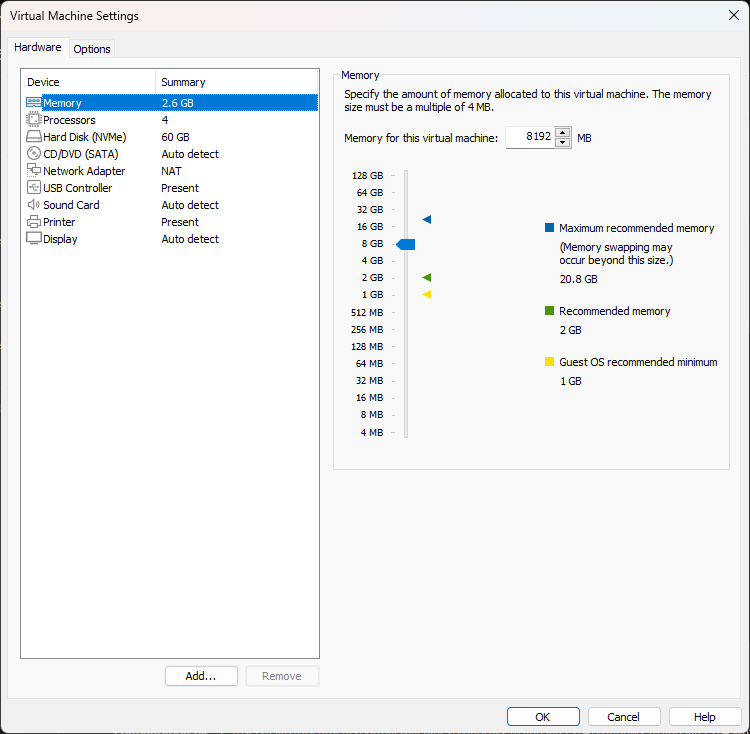 Virtual Machine Settings
Hardware
Options
Device Summary
Memory 2.6 GB
Processors 4
Hard Disk (NVMe) 60 GB
CD/DVD (SATA) Auto detect
Network Adapter NAT
USB Controller Present
Sound Card Auto detect
Printer Present
Display Auto detect
Add...
Remove
Memory
Specify the amount of memory allocated to this virtual machine. The memory
size must be a multiple of 4 MB.
Memory for this virtual machine: 8192 MB
128 GB
64 GB
32 GB
16 GB
8 GB
4 GB
2 GB
1 GB
512 MB
256 MB
128 MB
64 MB
32 MB
16 MB
8 MB
4 MB
Maximum recommended memory
(Memory swapping may
occur beyond this size.)
20.8 GB
Recommended memory
2 GB
Guest OS recommended minimum
1 GB
OK
Cancel
Help